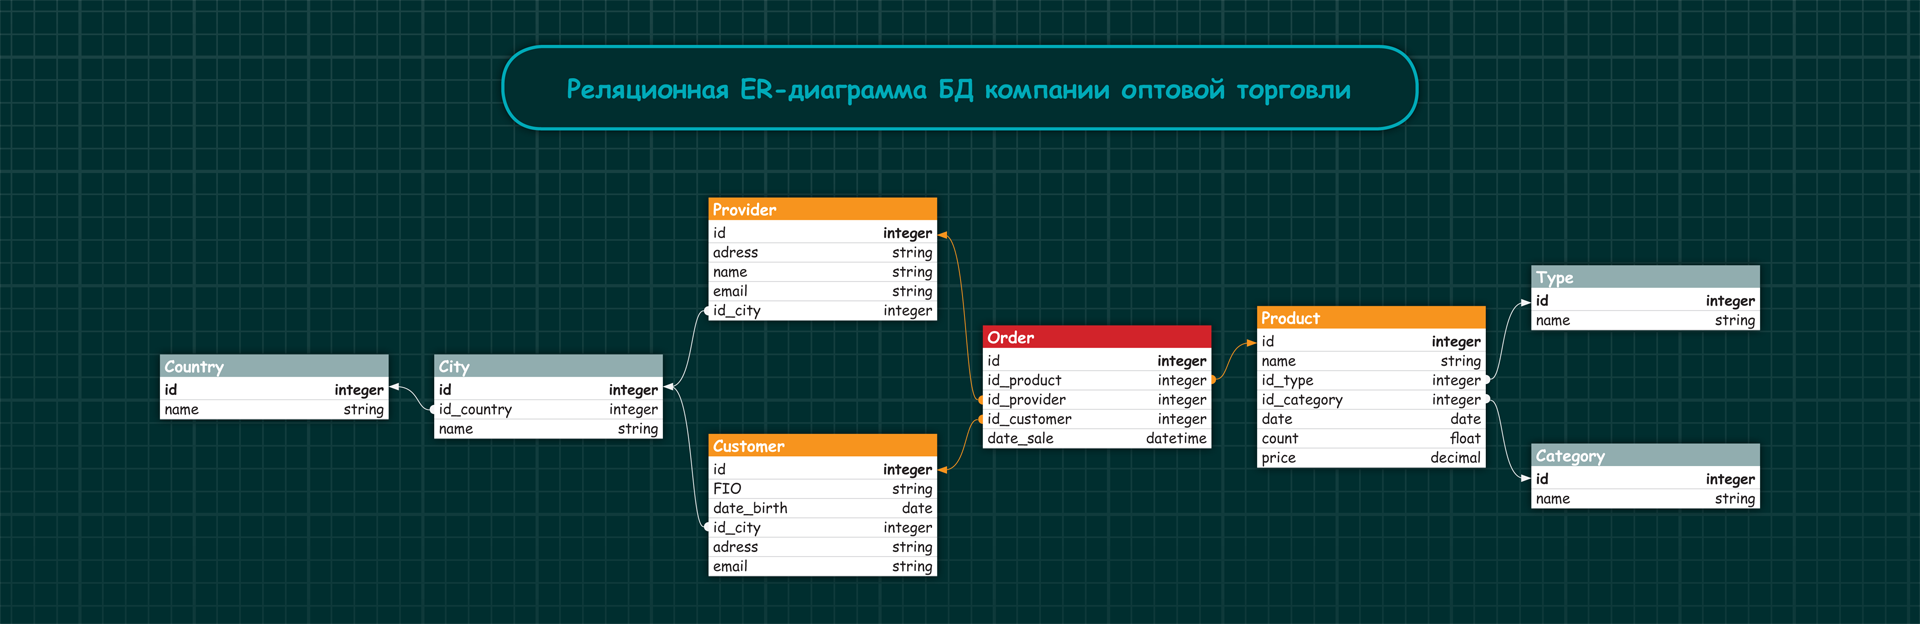 Реляционная ER-диаграмма БД компании оптовой торговли
Country
id integer
name string
City
id integer
id_country integer
name string
Provider
id integer
adress string
name string
email string
id_city integer
Customer
id integer
FIO string
date_birth date
id_city integer
adress string
email string
Order
id integer
id_product integer
id_provider integer
id_customer integer
date_sale datetime
Product
id integer
name string
id_type integer
id_category integer
date date
count float
price decimal
Type
id integer
name string
Category
id integer
name string